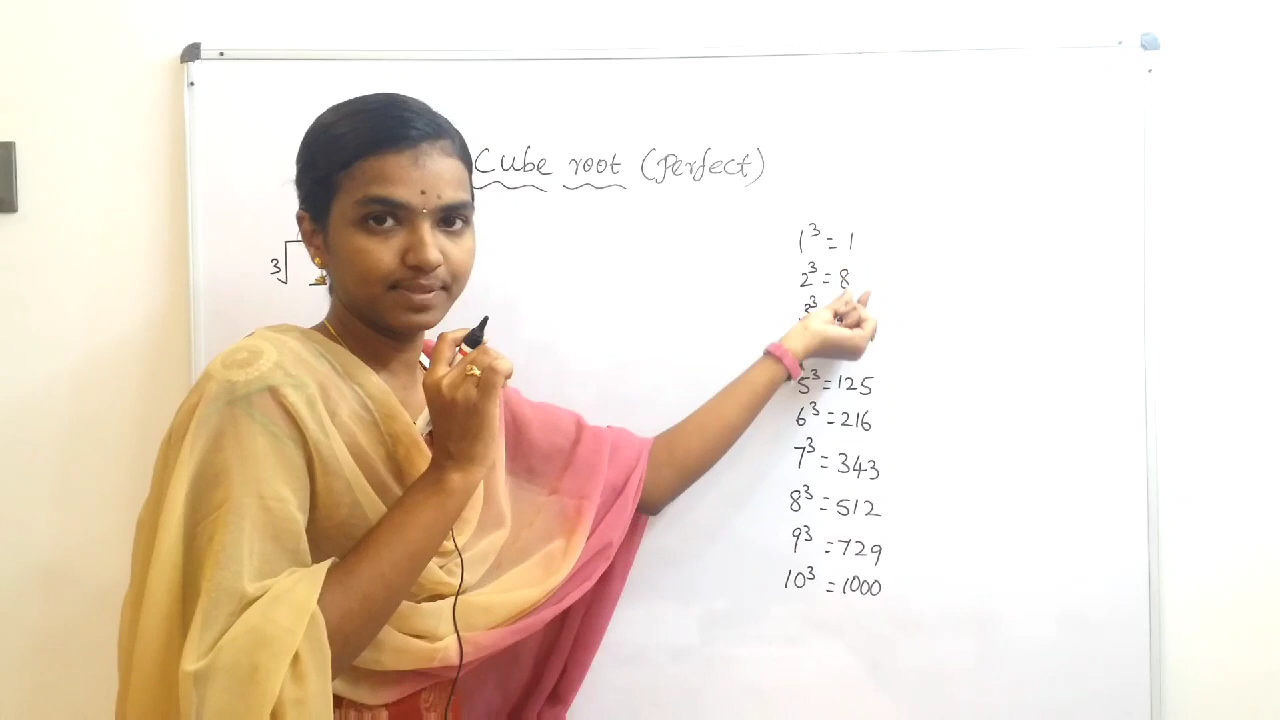 Cube root (Perfect)
3√
1³ = 1
2³ = 8
3³
5³ = 125
6³ = 216
7³ = 343
8³ = 512
9³ = 729
10³ = 1000